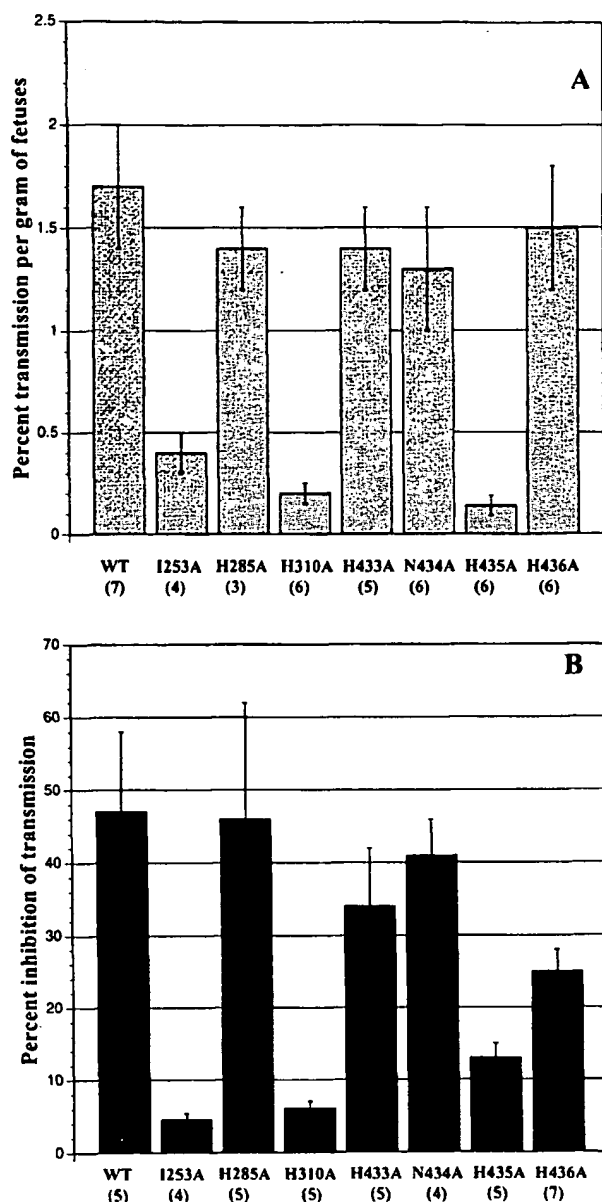 2.5
A
2
1.5
1
0.5
0
Percent transmission per gram of fetuses
WT I253A H285A H310A H433A N434A H435A H436A
(7) (4) (3) (6) (5) (6) (6) (6)
70
B
60
50
40
30
20
10
0
Percent inhibition of transmission
WT I253A H285A H310A H433A N434A H435A H436A
(5) (4) (5) (5) (5) (4) (5) (7)